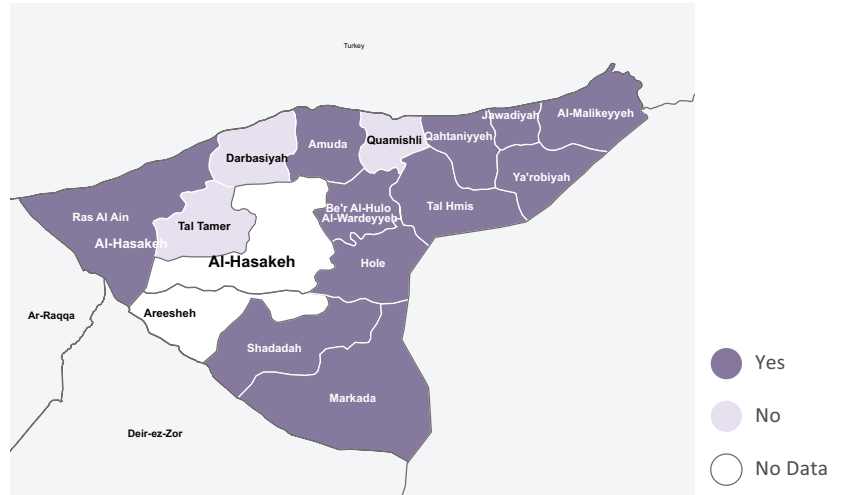 Turkey
Jawadiyah
Al-Malikeyyeh
Amuda
Quamishli
Qahtaniyyeh
Darbasiyah
Ya'robiyah
Be'r Al-Hulo
Al-Wardeyyeh
Tal Hmis
Ras Al Ain
Tal Tamer
Al-Hasakeh
Al-Hasakeh
Hole
Areesheh
Ar-Raqqa
Shadadah
Markada
Deir-ez-Zor
Yes
No
No Data